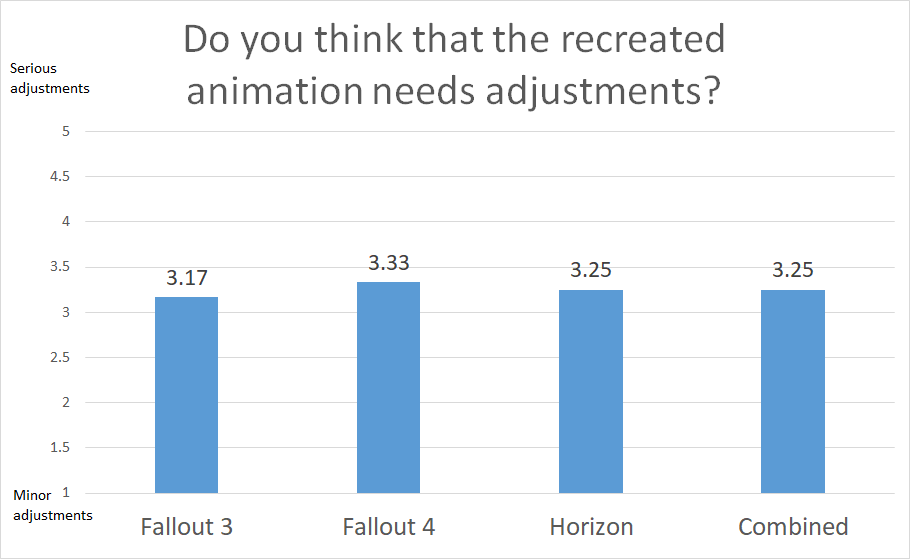 Do you think that the recreated
animation needs adjustments?
Serious
adjustments
5
4.5
4
3.5
3
2.5
2
1.5
1
Minor
adjustments
3.17
3.33
3.25
3.25
Fallout 3
Fallout 4
Horizon
Combined